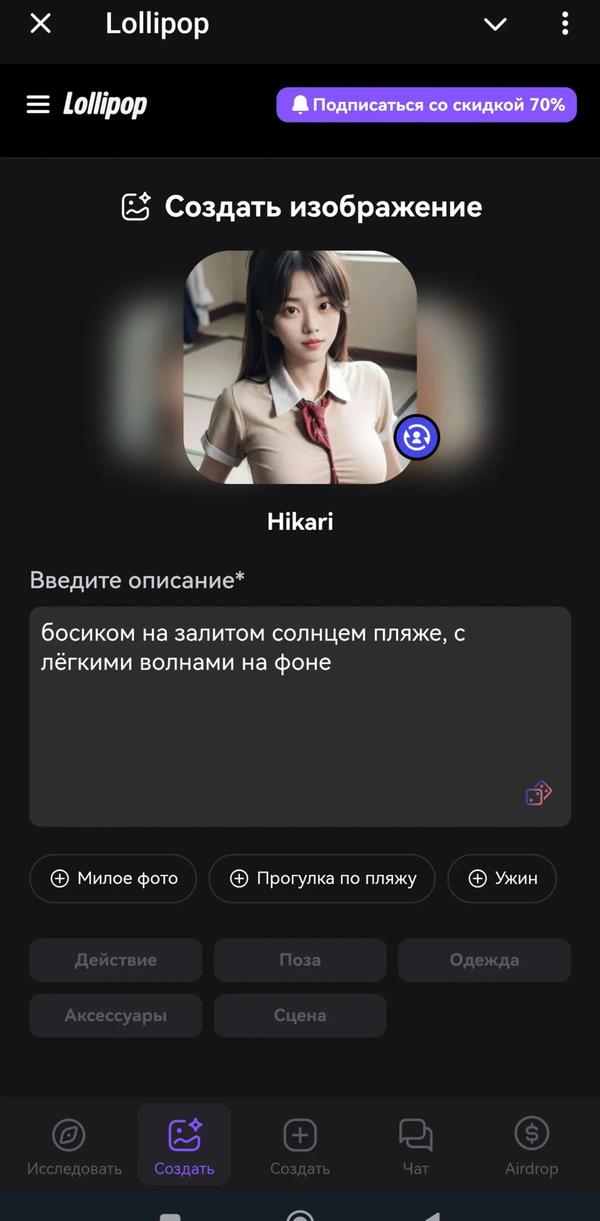 Lollipop
Lollipop
Подписаться со скидкой 70%
Создать изображение
Hikari
Введите описание*
босиком на залитом солнцем пляже, с
лёгкими волнами на фоне
Милое фото
Прогулка по пляжу
Ужин
Действие
Поза
Одежда
Аксессуары
Сцена
Исследовать
Создать
Создать
Чат
Airdrop